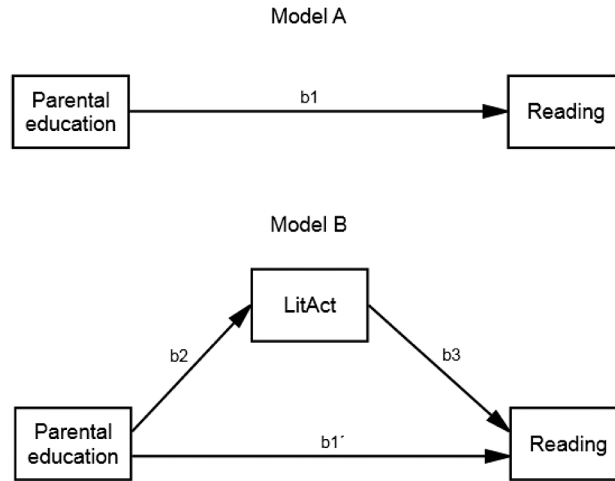 Model A
Parental
education
b1
Reading
Model B
LitAct
b2
b3
Parental
education
b1´
Reading